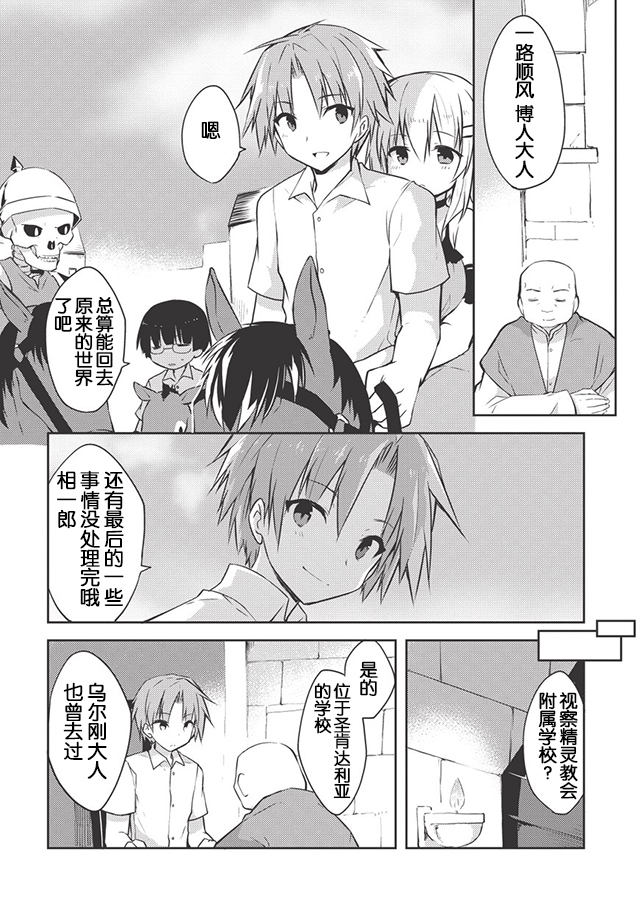 一路顺风 博人大人
嗯
总算能回去
原来的世界
了吧
还有最后的一些
事情没处理完哦
相一郎
视察精灵教会
附属学校？
是的
位于圣肯达利亚
的学校
乌尔刚大人
也曾去过